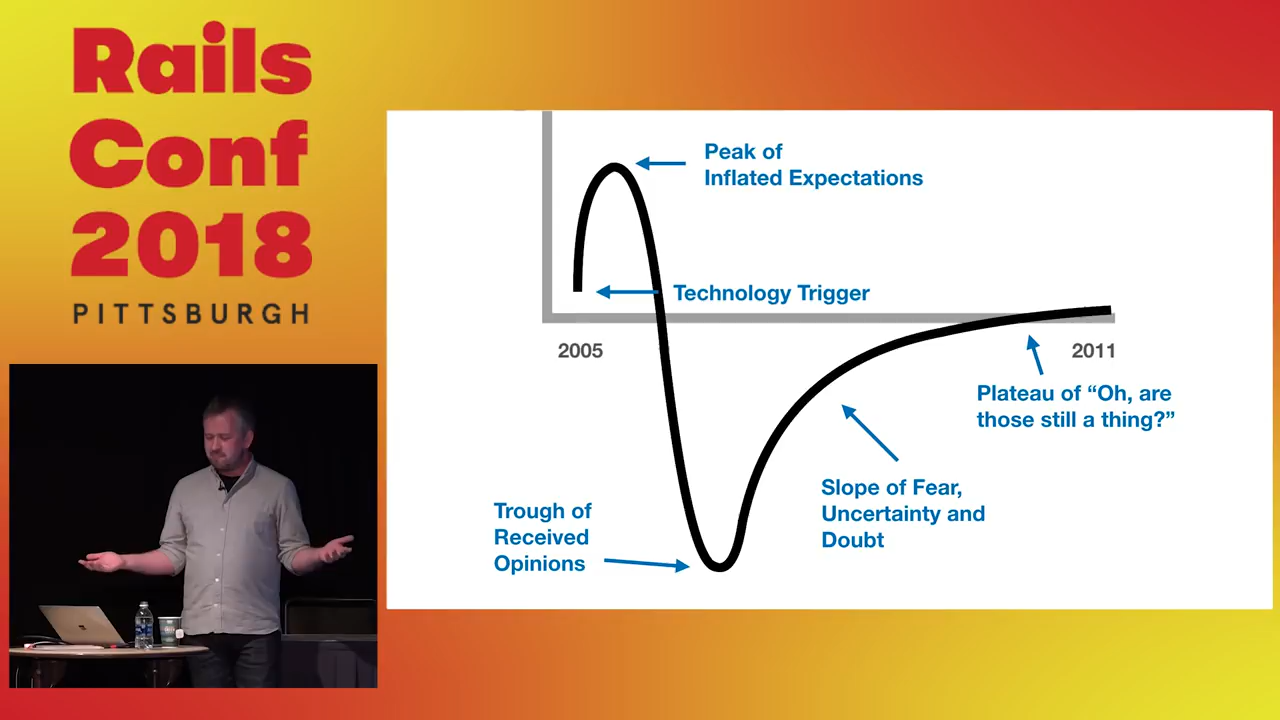 Rails
Conf
2018
PITTSBURGH
Peak of
Inflated Expectations
Technology Trigger
2005
2011
Plateau of “Oh, are
those still a thing?”
Slope of Fear,
Uncertainty and
Doubt
Trough of
Received
Opinions